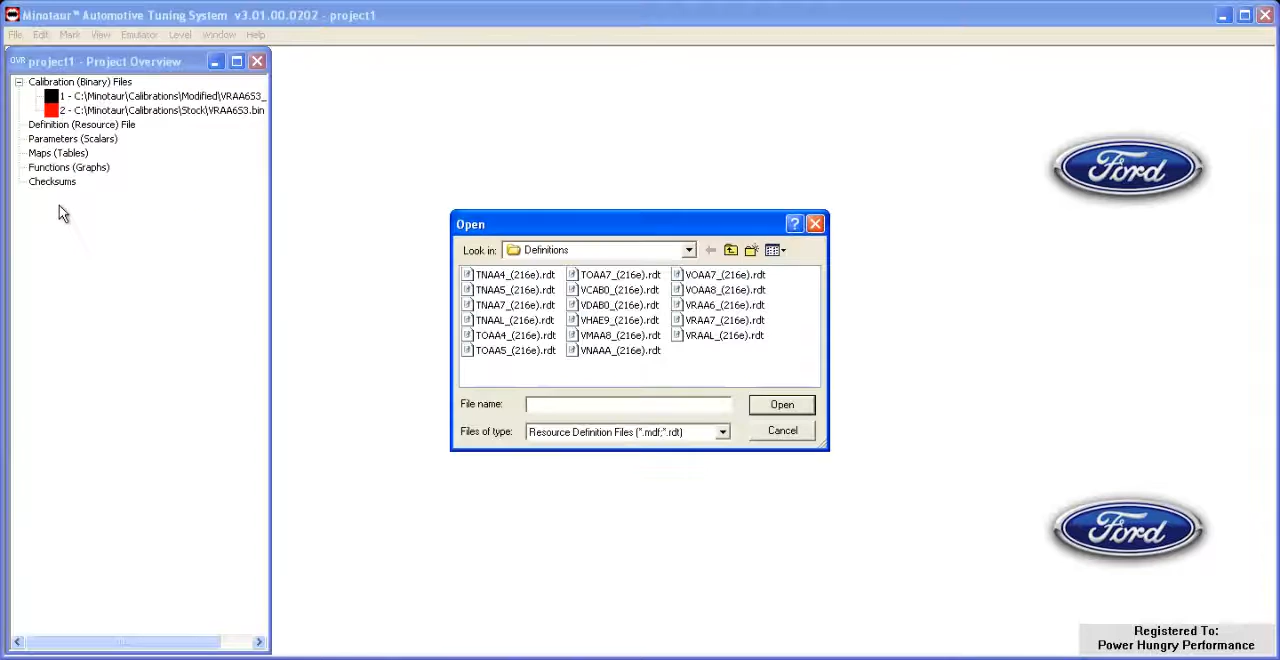 Minotaur™ Automotive Tuning System v3.01.00.0202 - project1
File Edit Mark View Emulator Level Window Help
OVR project1 - Project Overview
Calibration (Binary) Files
1 - C:\Minotaur\Calibrations\Modified\VRAA6S3_
2 - C:\Minotaur\Calibrations\Stock\VRAA6S3.bin
Definition (Resource) File
Parameters (Scalars)
Maps (Tables)
Functions (Graphs)
Checksums
Ford
Open
Look in: Definitions
TNAA4_(216e).rdt TOAA7_(216e).rdt VOAA7_(216e).rdt
TNAA5_(216e).rdt VCAB0_(216e).rdt VOAA8_(216e).rdt
TNAA7_(216e).rdt VDAB0_(216e).rdt VRAA6_(216e).rdt
TNAAL_(216e).rdt VHAE9_(216e).rdt VRAA7_(216e).rdt
TOAA4_(216e).rdt VMAA8_(216e).rdt VRAAL_(216e).rdt
TOAA5_(216e).rdt VNAAA_(216e).rdt
File name: Open
Files of type: Resource Definition Files (*.mdf;*.rdt) Cancel
Ford
Registered To:
Power Hungry Performance